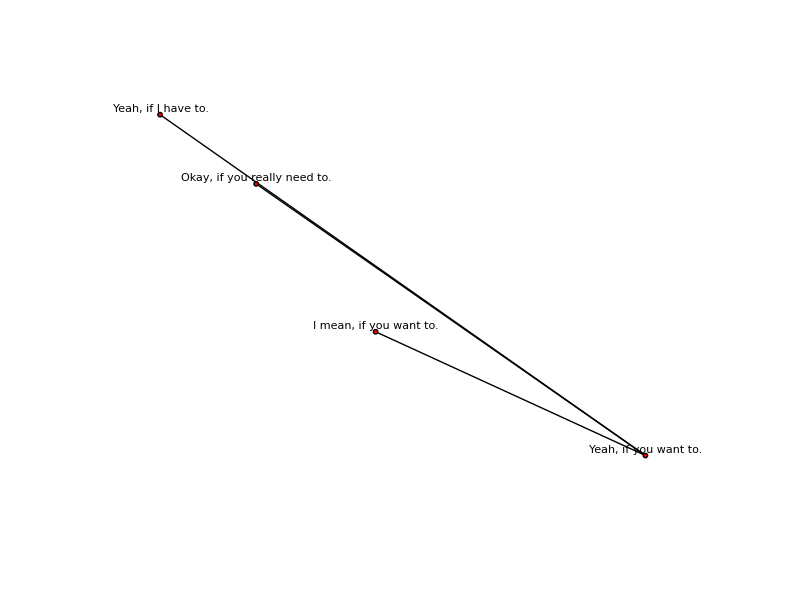 Yeah, if I have to.
Okay, if you really need to.
I mean, if you want to.
Yeah, if you want to.